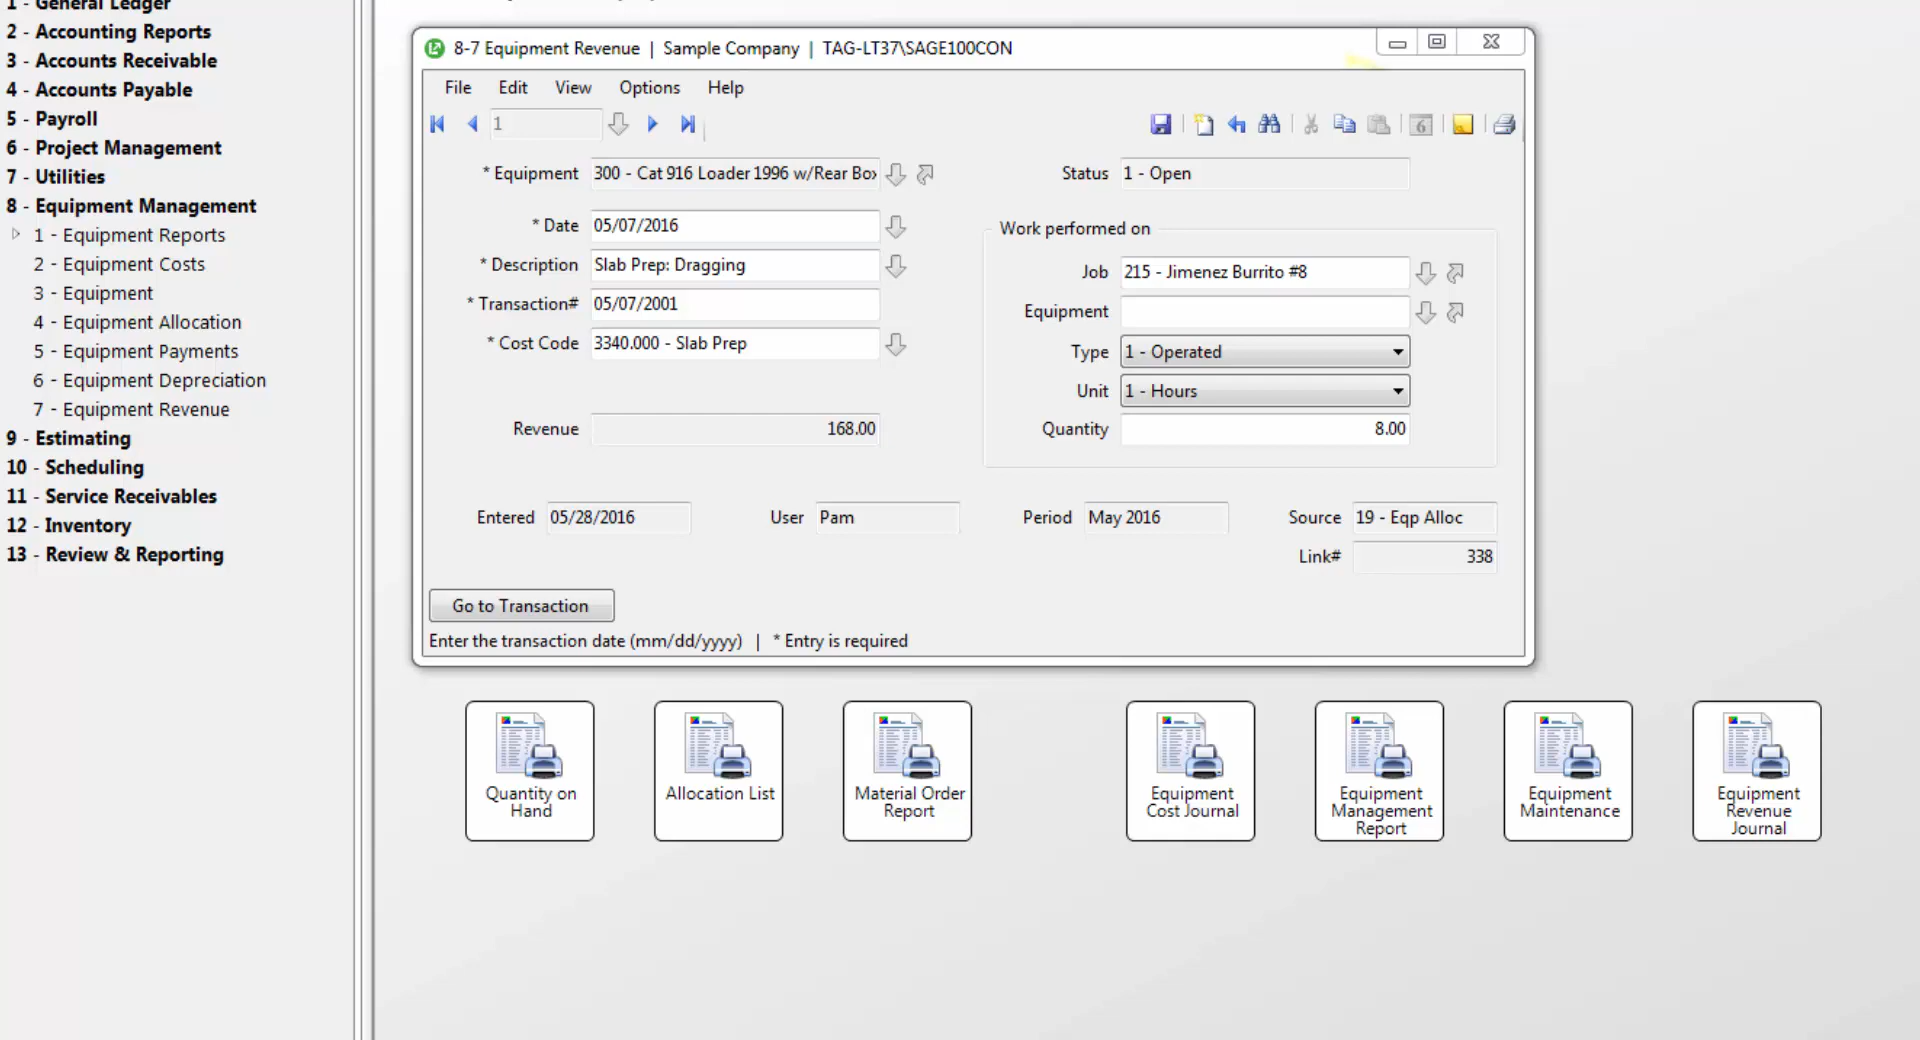 1 - General Ledger
2 - Accounting Reports
3 - Accounts Receivable
4 - Accounts Payable
5 - Payroll
6 - Project Management
7 - Utilities
8 - Equipment Management
1 - Equipment Reports
2 - Equipment Costs
3 - Equipment
4 - Equipment Allocation
5 - Equipment Payments
6 - Equipment Depreciation
7 - Equipment Revenue
9 - Estimating
10 - Scheduling
11 - Service Receivables
12 - Inventory
13 - Review & Reporting
8-7 Equipment Revenue | Sample Company | TAG-LT37\SAGE100CON
File Edit View Options Help
1
6
* Equipment 300 - Cat 916 Loader 1996 w/Rear Box
Status 1 - Open
* Date 05/07/2016
* Description Slab Prep: Dragging
* Transaction# 05/07/2001
* Cost Code 3340.000 - Slab Prep
Revenue 168.00
Work performed on
Job 215 - Jimenez Burrito #8
Equipment
Type 1 - Operated
Unit 1 - Hours
Quantity 8.00
Entered 05/28/2016 User Pam Period May 2016 Source 19 - Eqp Alloc
Link# 338
Go to Transaction
Enter the transaction date (mm/dd/yyyy) | * Entry is required
Quantity on
Hand
Allocation List
Material Order
Report
Equipment
Cost Journal
Equipment
Management
Report
Equipment
Maintenance
Equipment
Revenue
Journal